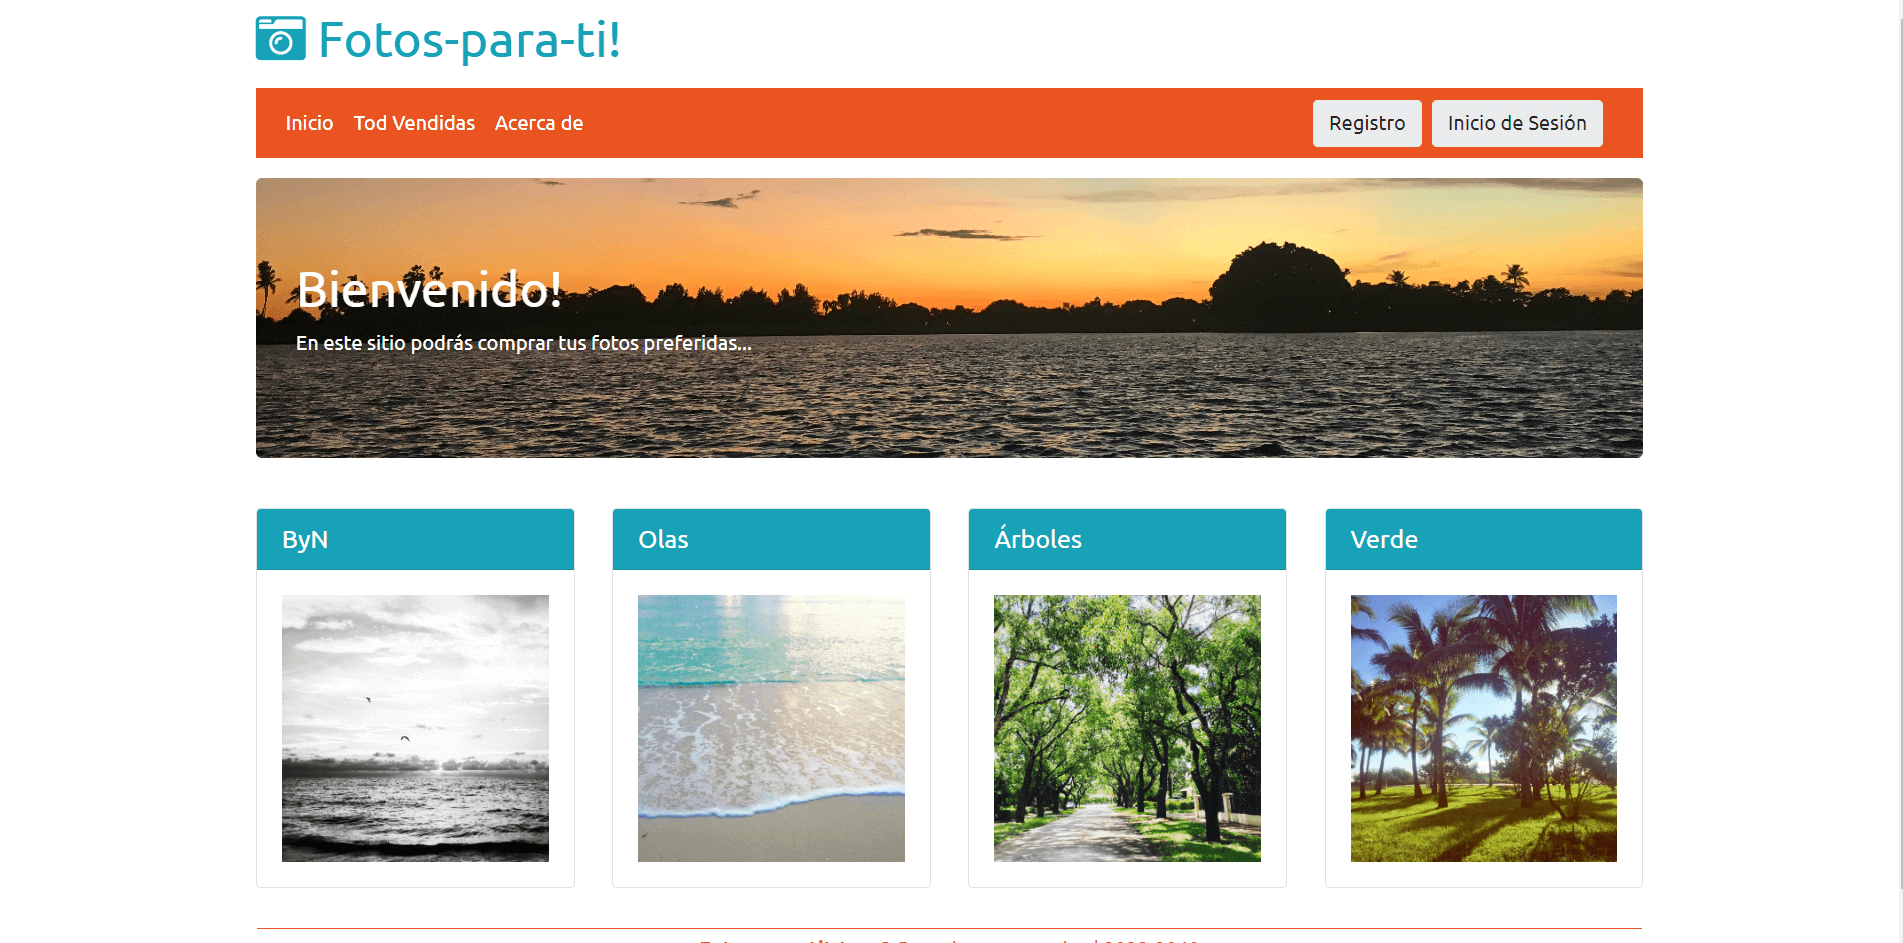 Fotos-para-ti!
Inicio Tod Vendidas Acerca de Registro Inicio de Sesión
Bienvenido!
En este sitio podrás comprar tus fotos preferidas...
ByN Olas Árboles Verde